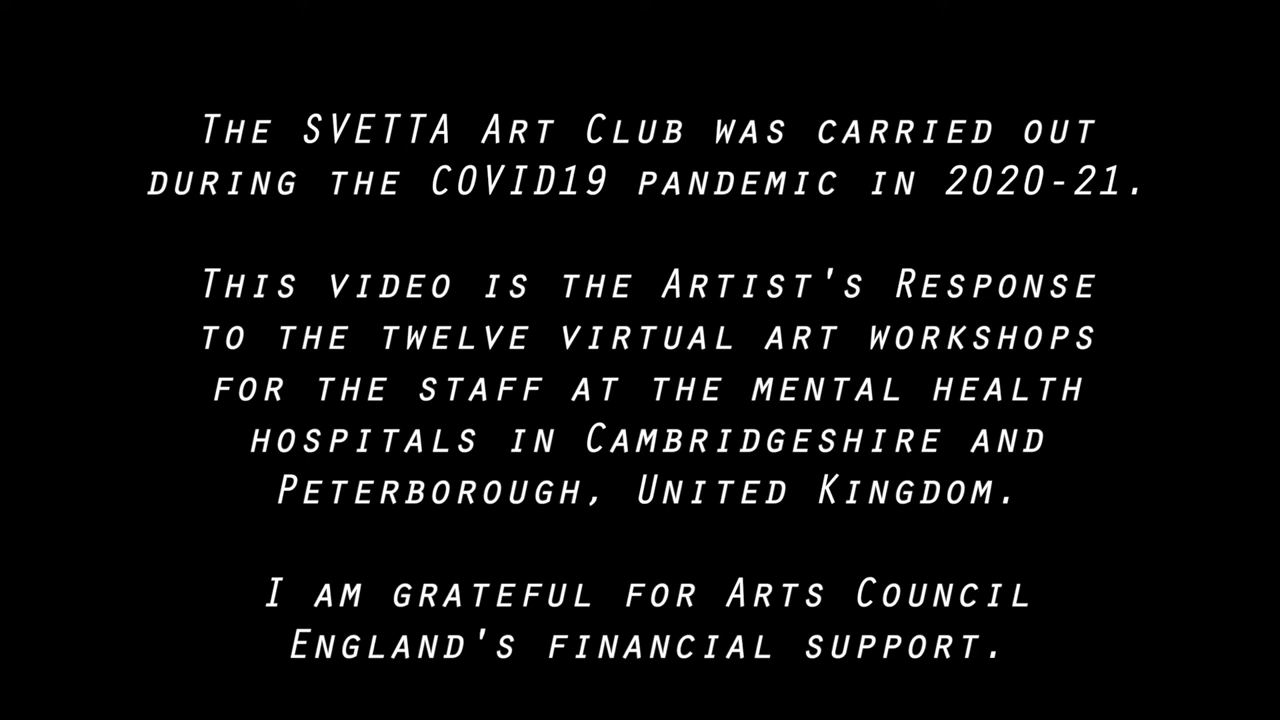 The SVETTA Art Club was carried out
during the COVID19 pandemic in 2020-21.
This video is the Artist's Response
to the twelve virtual art workshops
for the staff at the mental health
hospitals in Cambridgeshire and
Peterborough, United Kingdom.
I am grateful for Arts Council
England's financial support.